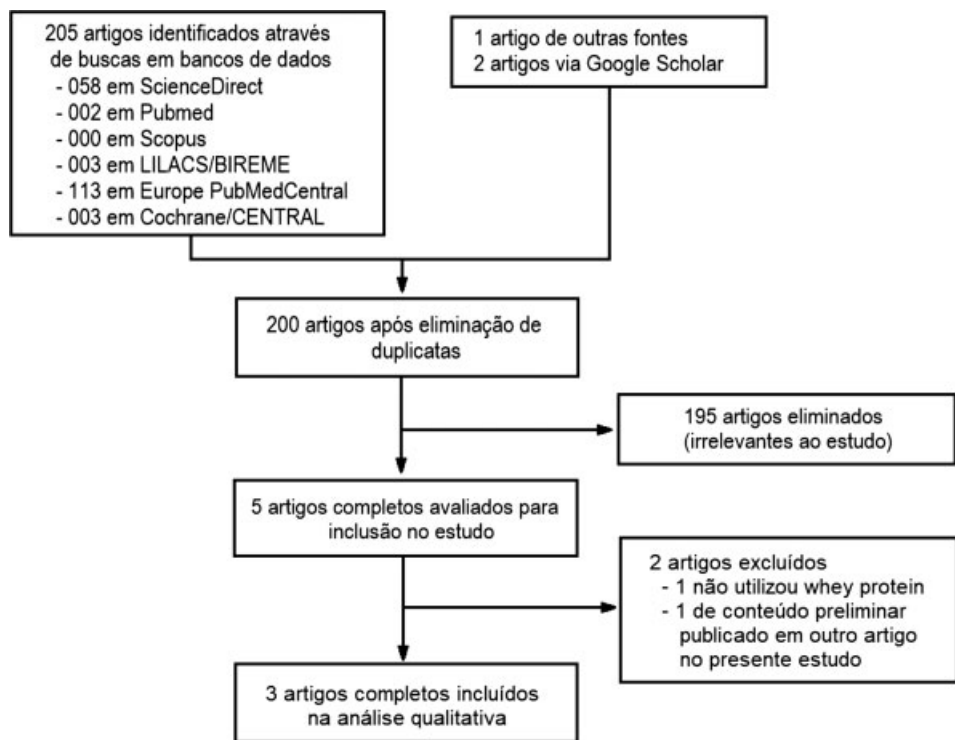 205 artigos identificados através
de buscas em bancos de dados
- 058 em ScienceDirect
- 002 em Pubmed
- 000 em Scopus
- 003 em LILACS/BIREME
- 113 em Europe PubMedCentral
- 003 em Cochrane/CENTRAL
1 artigo de outras fontes
2 artigos via Google Scholar
200 artigos após eliminação de
duplicatas
195 artigos eliminados
(irrelevantes ao estudo)
5 artigos completos avaliados para
inclusão no estudo
2 artigos excluídos
- 1 não utilizou whey protein
- 1 de conteúdo preliminar
publicado em outro artigo
no presente estudo
3 artigos completos incluídos
na análise qualitativa